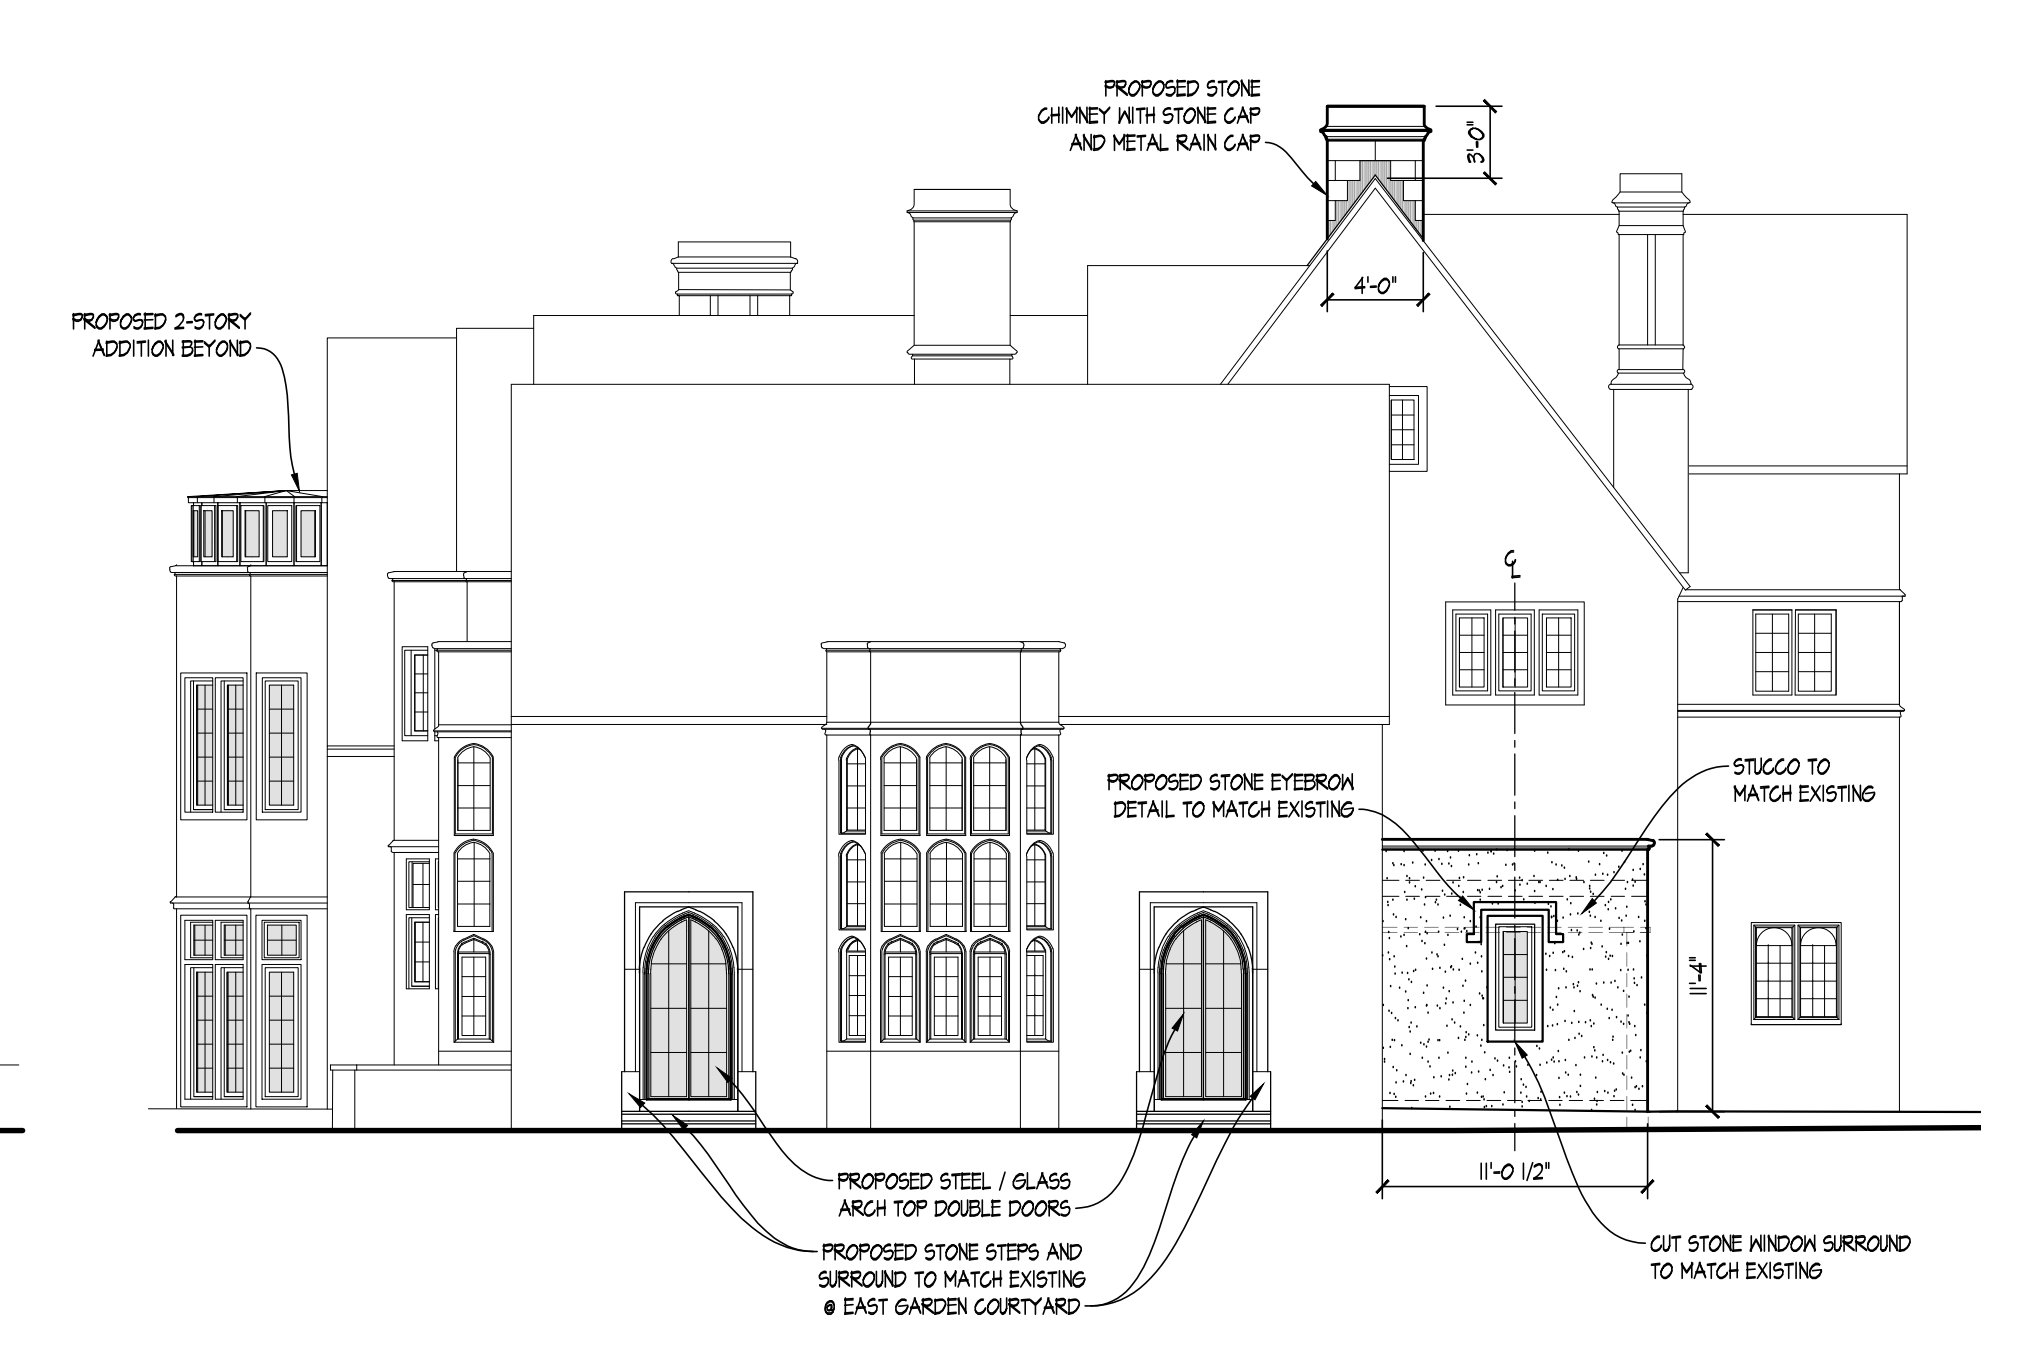 PROPOSED STONE
CHIMNEY WITH STONE CAP
AND METAL RAIN CAP
3'-0"
4'-0"
PROPOSED 2-STORY
ADDITION BEYOND
CL
PROPOSED STONE EYEBROW
DETAIL TO MATCH EXISTING
STUCCO TO
MATCH EXISTING
11'-4"
11'-0 1/2"
PROPOSED STEEL / GLASS
ARCH TOP DOUBLE DOORS
PROPOSED STONE STEPS AND
SURROUND TO MATCH EXISTING
@ EAST GARDEN COURTYARD
CUT STONE WINDOW SURROUND
TO MATCH EXISTING